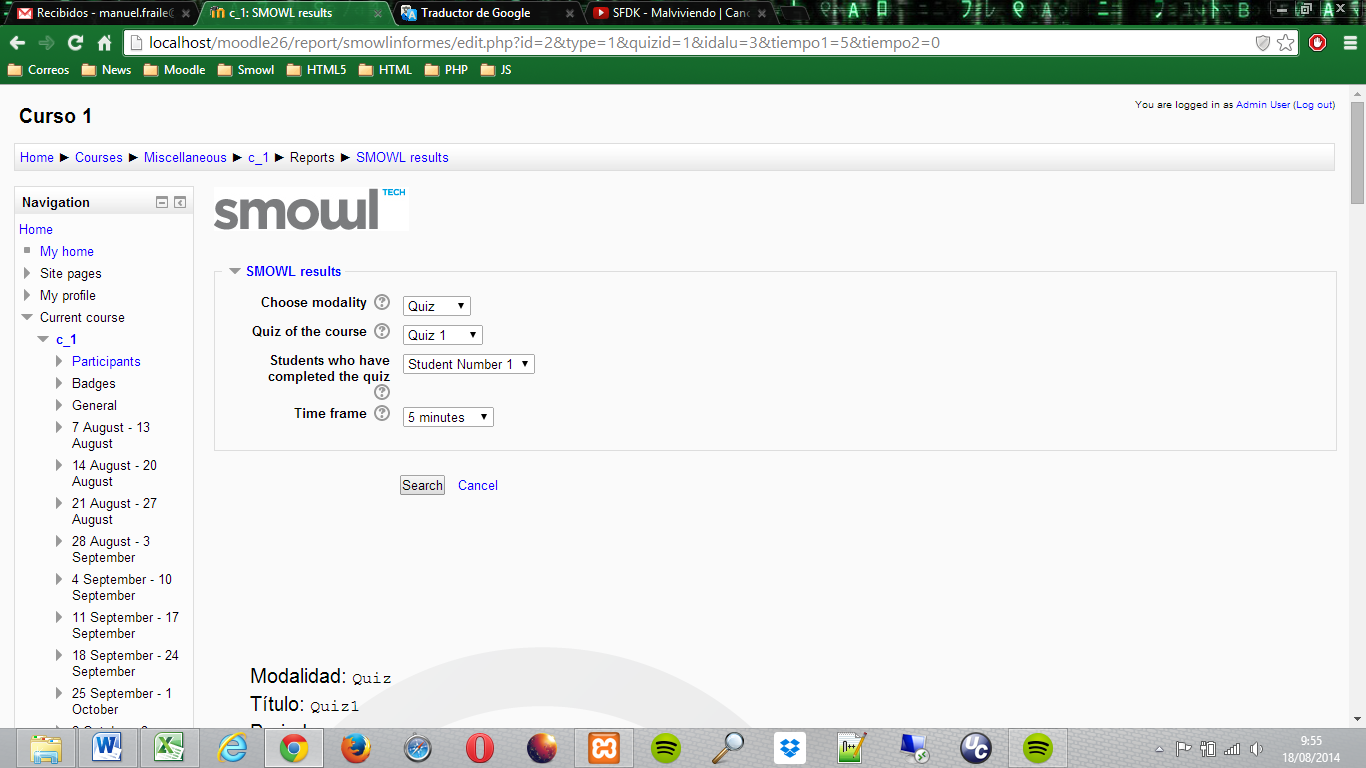 Recibidos - manuel.fraile@
c_1: SMOWL results
Traductor de Google
SFDK - Malviviendo | Canc
localhost/moodle26/report/smowlinformes/edit.php?id=2&type=1&quizid=1&idalu=3&tiempo1=5&tiempo2=0
Correos News Moodle Smowl HTML5 HTML PHP JS
Curso 1
You are logged in as Admin User (Log out)
Home ► Courses ► Miscellaneous ► c_1 ► Reports ► SMOWL results
Navigation
Home
My home
Site pages
My profile
Current course
c_1
Participants
Badges
General
7 August - 13
August
14 August - 20
August
21 August - 27
August
28 August - 3
September
4 September - 10
September
11 September - 17
September
18 September - 24
September
25 September - 1
October
smowl TECH
SMOWL results
Choose modality ? Quiz
Quiz of the course ? Quiz 1
Students who have
completed the quiz
? Student Number 1
Time frame ? 5 minutes
Search Cancel
Modalidad: Quiz
Título: Quiz1
9:55
18/08/2014